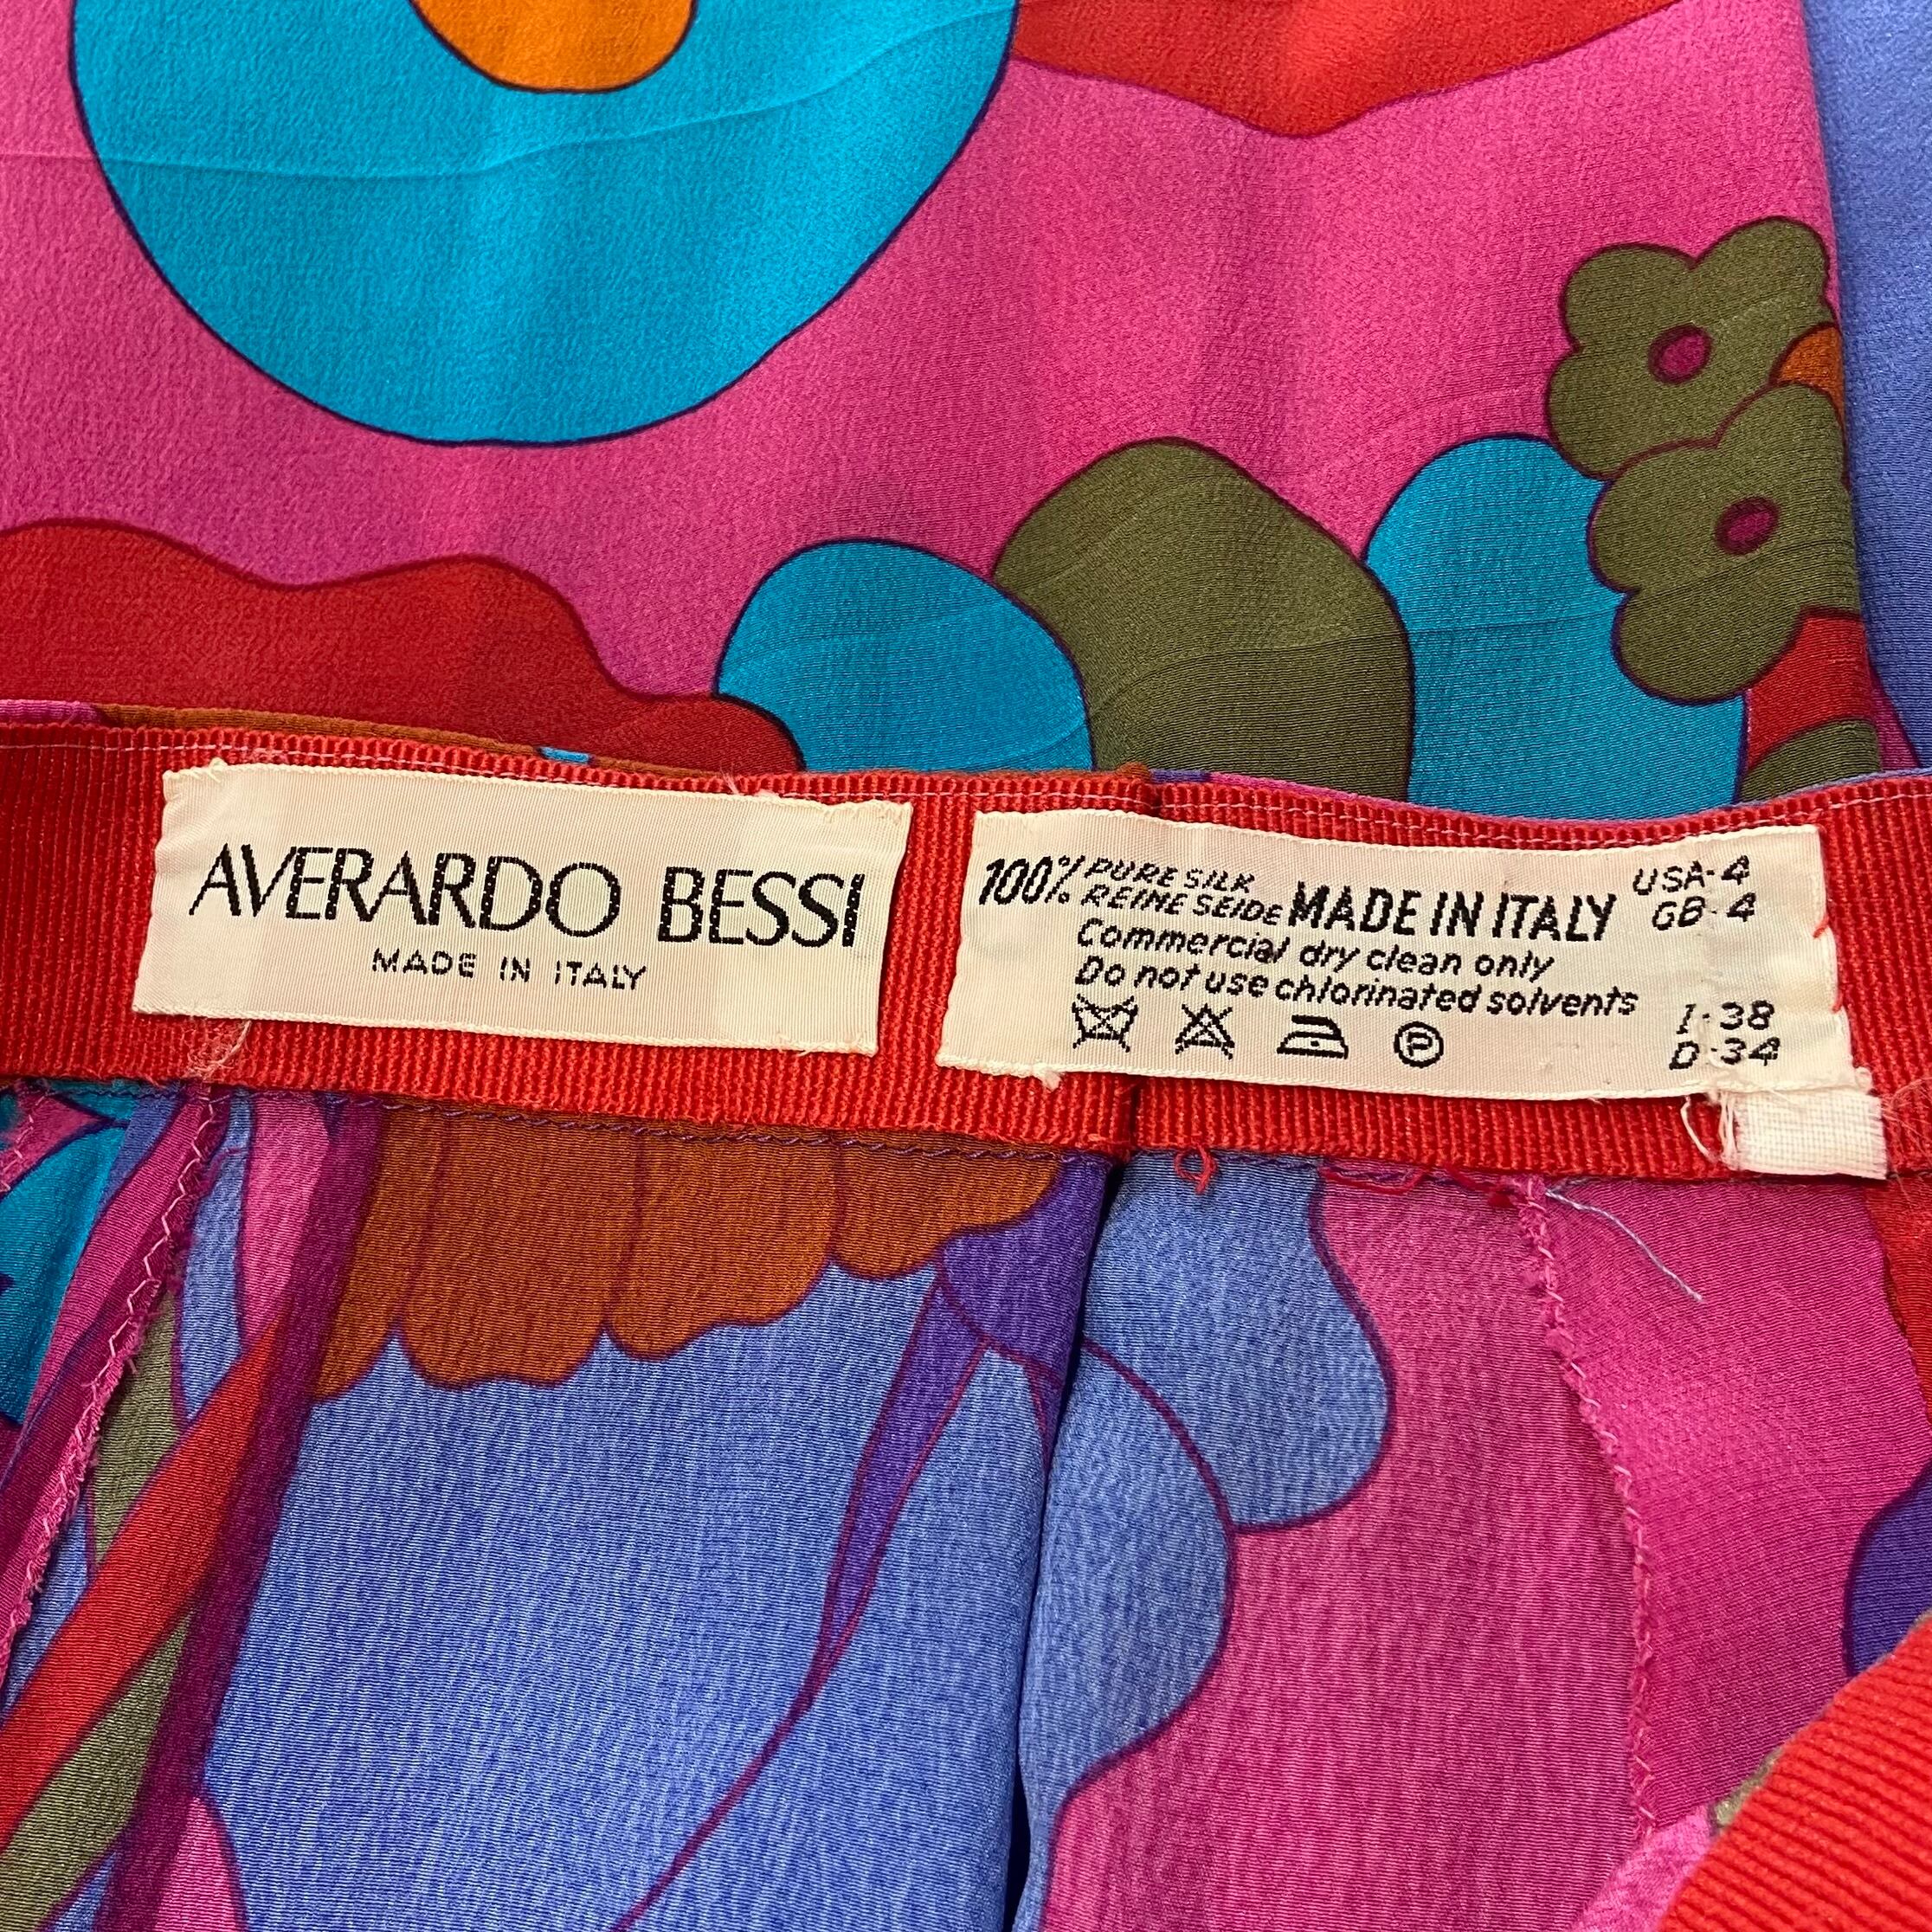 AVERARDO BESSI
MADE IN ITALY
100% PURE SILK
REINE SEIDE
MADE IN ITALY
USA-4
GB-4
Commercial dry clean only
Do not use chlorinated solvents
I-38
D-34
P